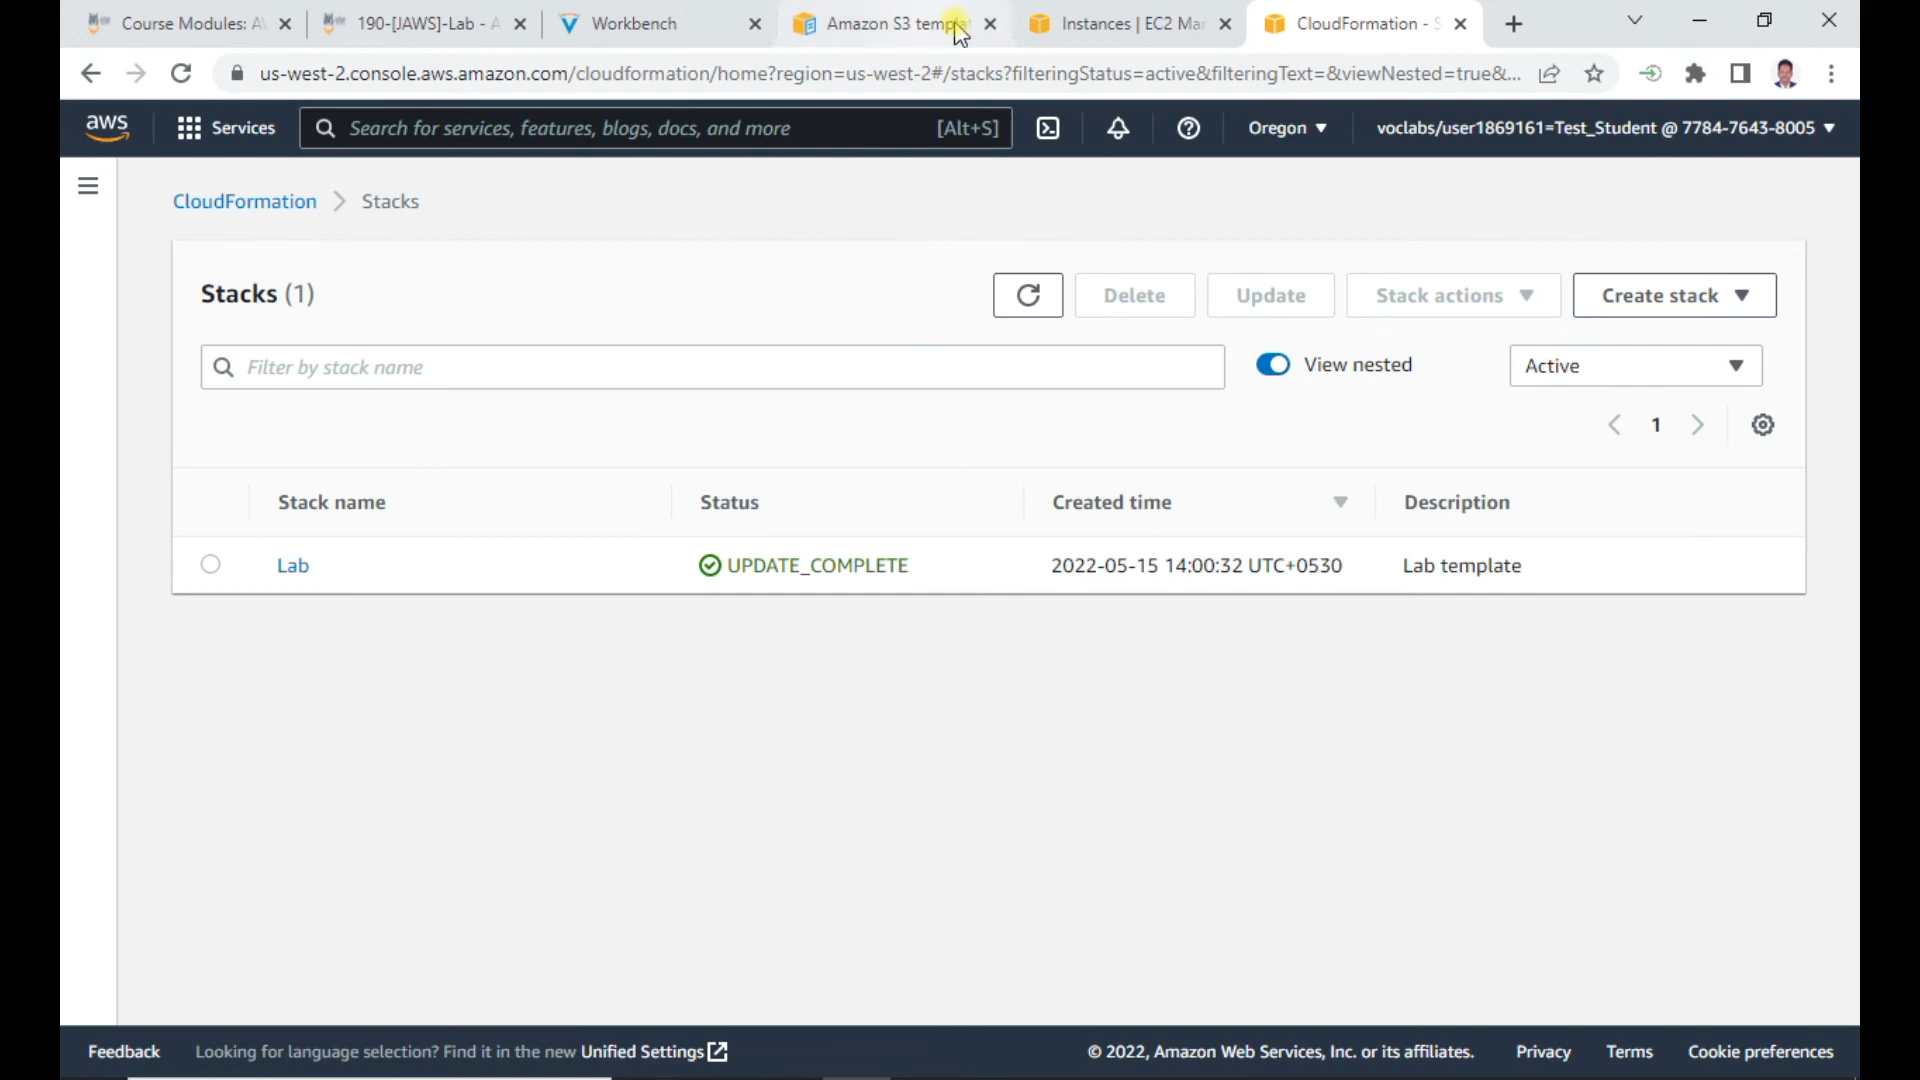 Course Modules: A
190-[JAWS]-Lab - A
Workbench
Amazon S3 templa
Instances | EC2 Mar
CloudFormation - S
us-west-2.console.aws.amazon.com/cloudformation/home?region=us-west-2#/stacks?filteringStatus=active&filteringText=&viewNested=true&...
aws
Services
Search for services, features, blogs, docs, and more
[Alt+S]
Oregon
voclabs/user1869161=Test_Student @ 7784-7643-8005
CloudFormation
Stacks
Stacks (1)
Delete
Update
Stack actions
Create stack
Filter by stack name
View nested
Active
1
Stack name
Status
Created time
Description
Lab
UPDATE_COMPLETE
2022-05-15 14:00:32 UTC+0530
Lab template
Feedback
Looking for language selection? Find it in the new Unified Settings
© 2022, Amazon Web Services, Inc. or its affiliates.
Privacy
Terms
Cookie preferences